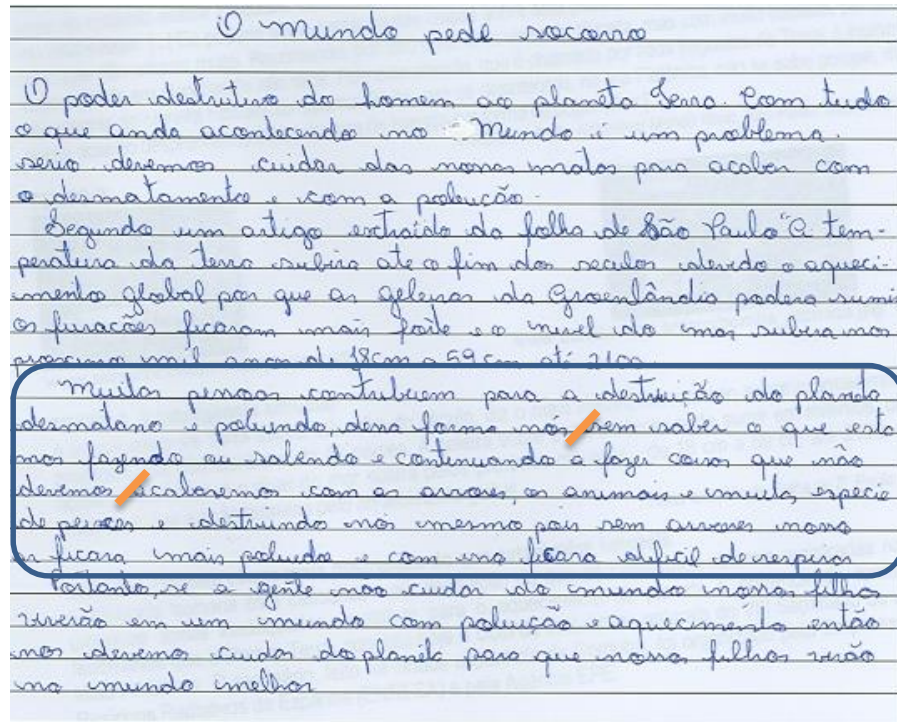 O mundo pede socorro
O poder destrutivo do homem ao planeta Terra. Com tudo
o que anda acontecendo no Mundo é um problema.
serio devemos cuidar das nossas matas para acabar com
o desmatamento e com a poluição.
Segundo um artigo extraido da folha de São Paulo "A tem-
peratura da terra subira ate o fim dos seculos devido o aqueci-
mento global por que as geleiras da Groenlândia podera sumi
os furacões ficaram mais forte e o nivel do mar subira nos
proximo mil anos de 18cm a 59cm até 2100.
Muitas pessoas contribuem para a destruição do planeta
desmatano e poluindo, dessa forma nós sem saber o que esta
mos fazendo ou sabendo e continuando a fazer coisas que não
devemos acabaremos com as arvores, os animais e muitas especie
de peixes e destruindo nós mesmo pois sem arvores nosso
ar ficara mais poluedo e com isso ficara dificil de respirar
Portanto, se a gente não cuidar do mundo nossos filhos
viverão em um mundo com poluição e aquecimento então
nos devemos cuidar do planeta para que nossos filhos verão
no mundo melhor